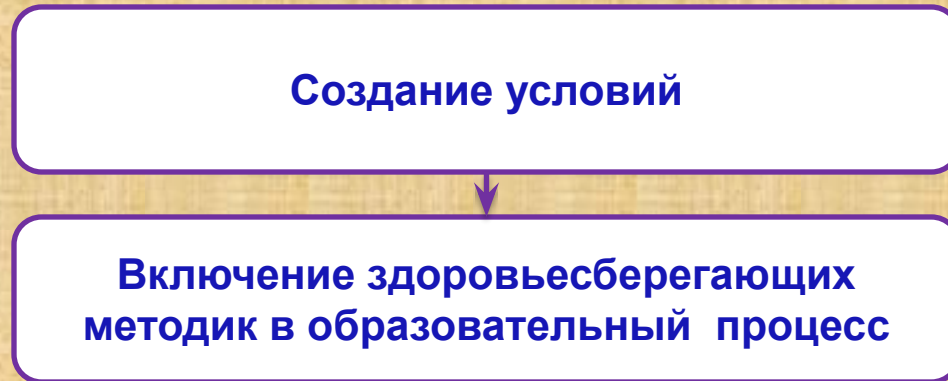 Создание условий
Включение здоровьесберегающих
методик в образовательный процесс